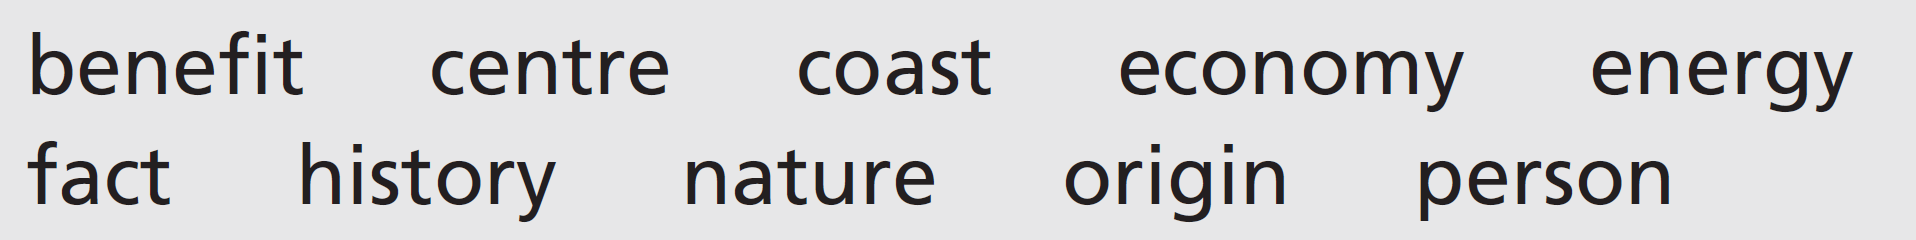 benefit centre coast economy energy
fact history nature origin person